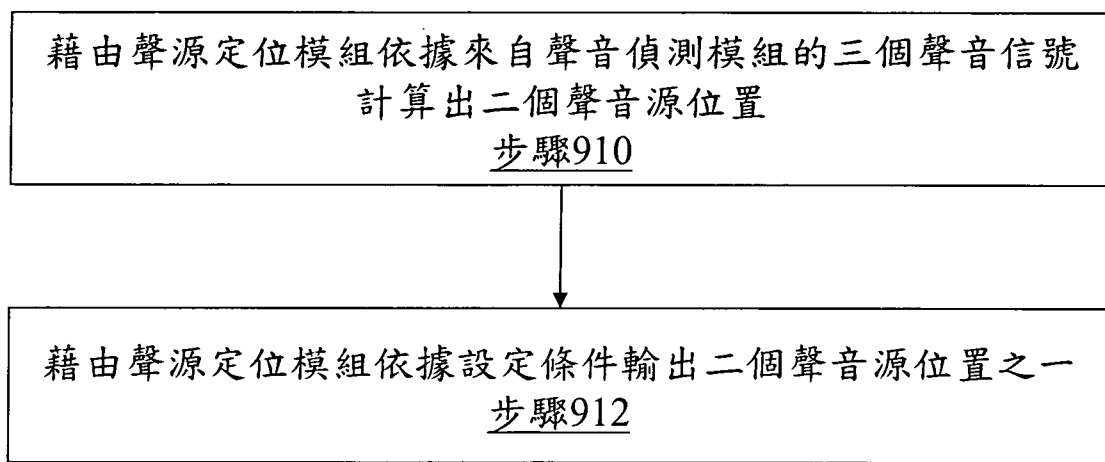 藉由聲源定位模組依據來自聲音偵測模組的三個聲音信號
計算出二個聲音源位置
步驟910
藉由聲源定位模組依據設定條件輸出二個聲音源位置之一
步驟912